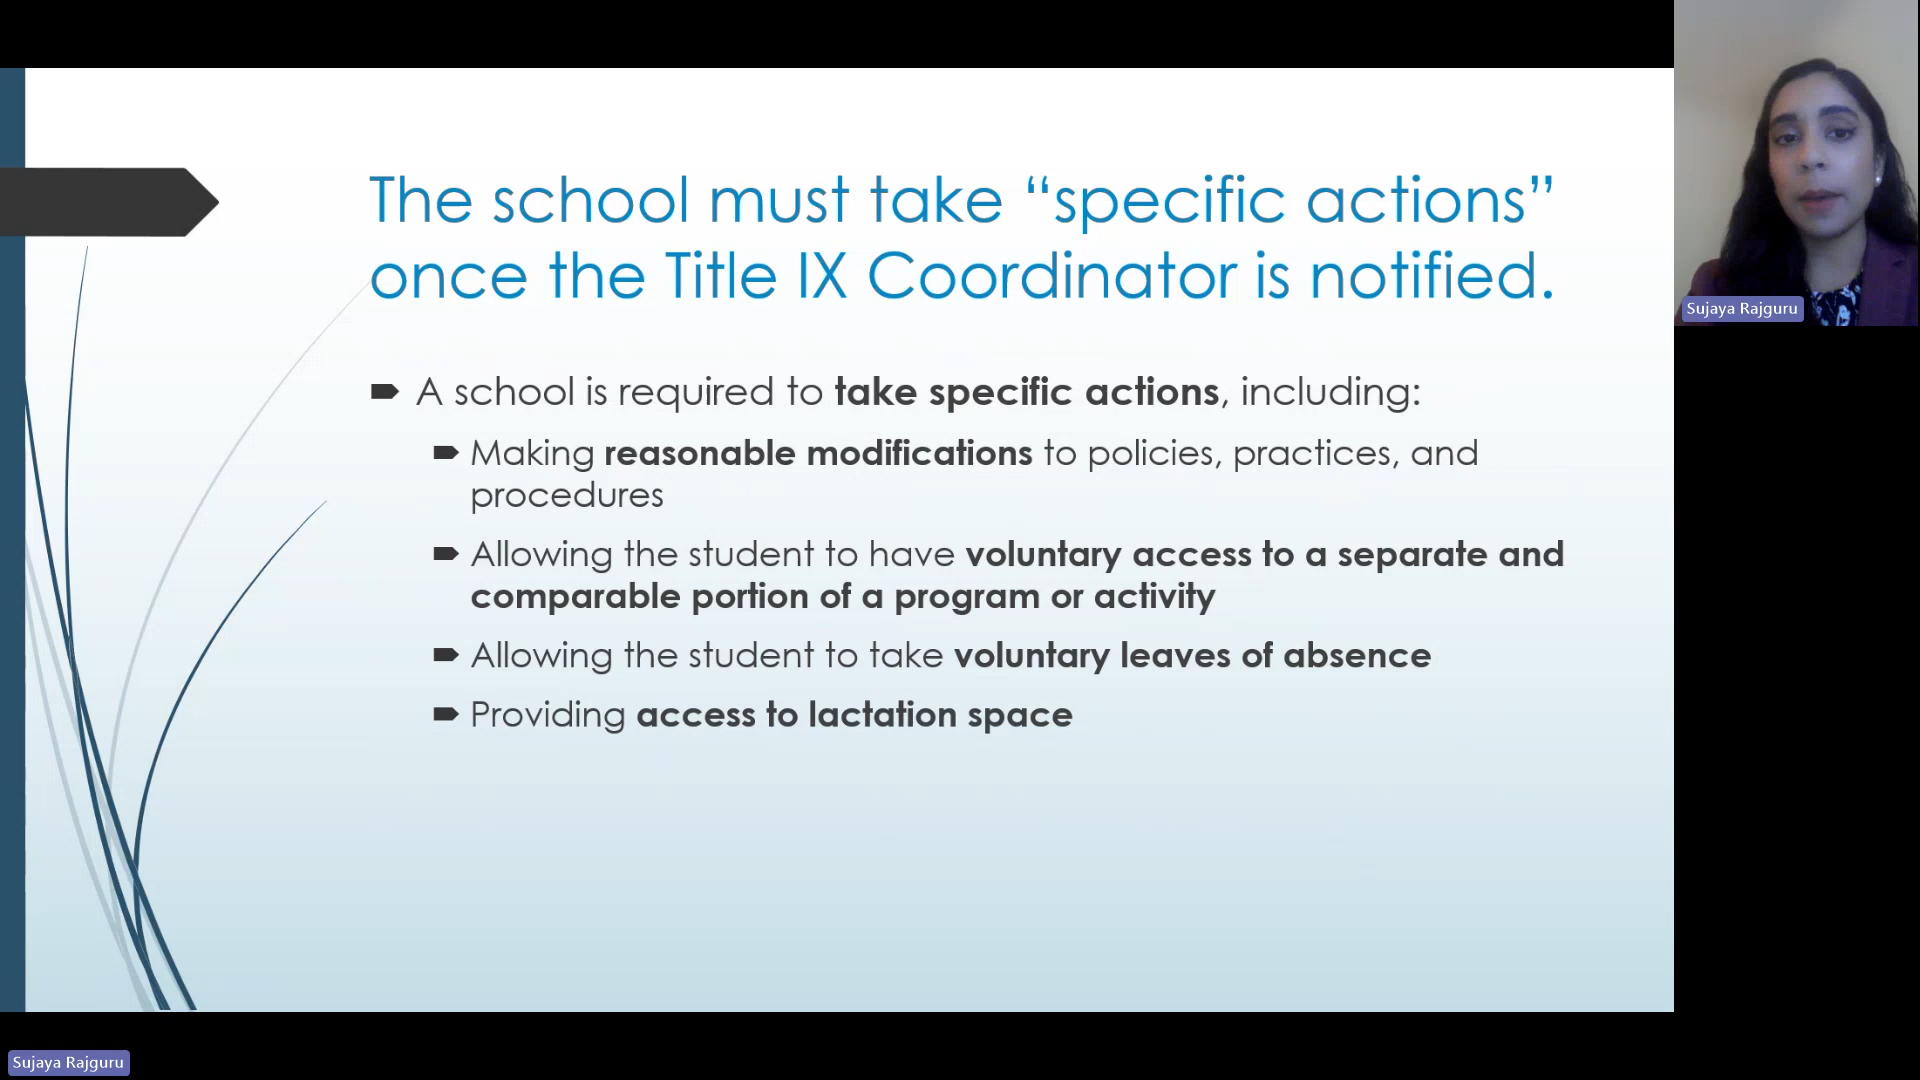 The school must take “specific actions”
once the Title IX Coordinator is notified.
A school is required to take specific actions, including:
Making reasonable modifications to policies, practices, and
procedures
Allowing the student to have voluntary access to a separate and
comparable portion of a program or activity
Allowing the student to take voluntary leaves of absence
Providing access to lactation space
Sujaya Rajguru
Sujaya Rajguru